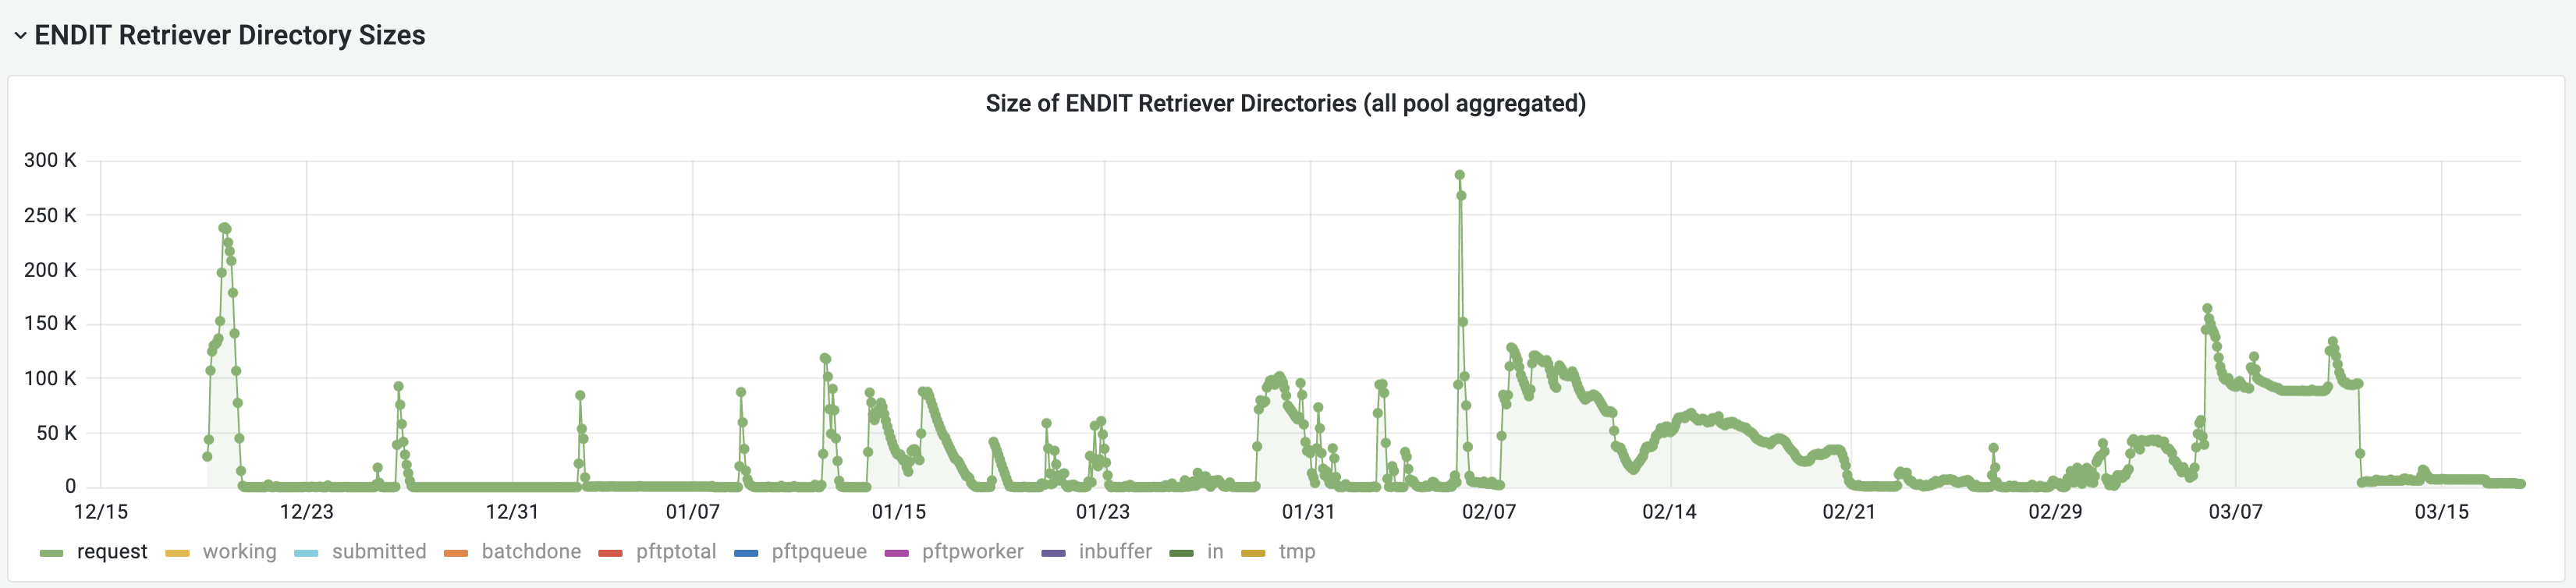 ENDIT Retriever Directory Sizes
Size of ENDIT Retriever Directories (all pool aggregated)
300 K
250 K
200 K
150 K
100 K
50 K
0
12/15 12/23 12/31 01/07 01/15 01/23 01/31 02/07 02/14 02/21 02/29 03/07 03/15
request working submitted batchdone pftptotal pftpqueue pftpworker inbuffer in tmp